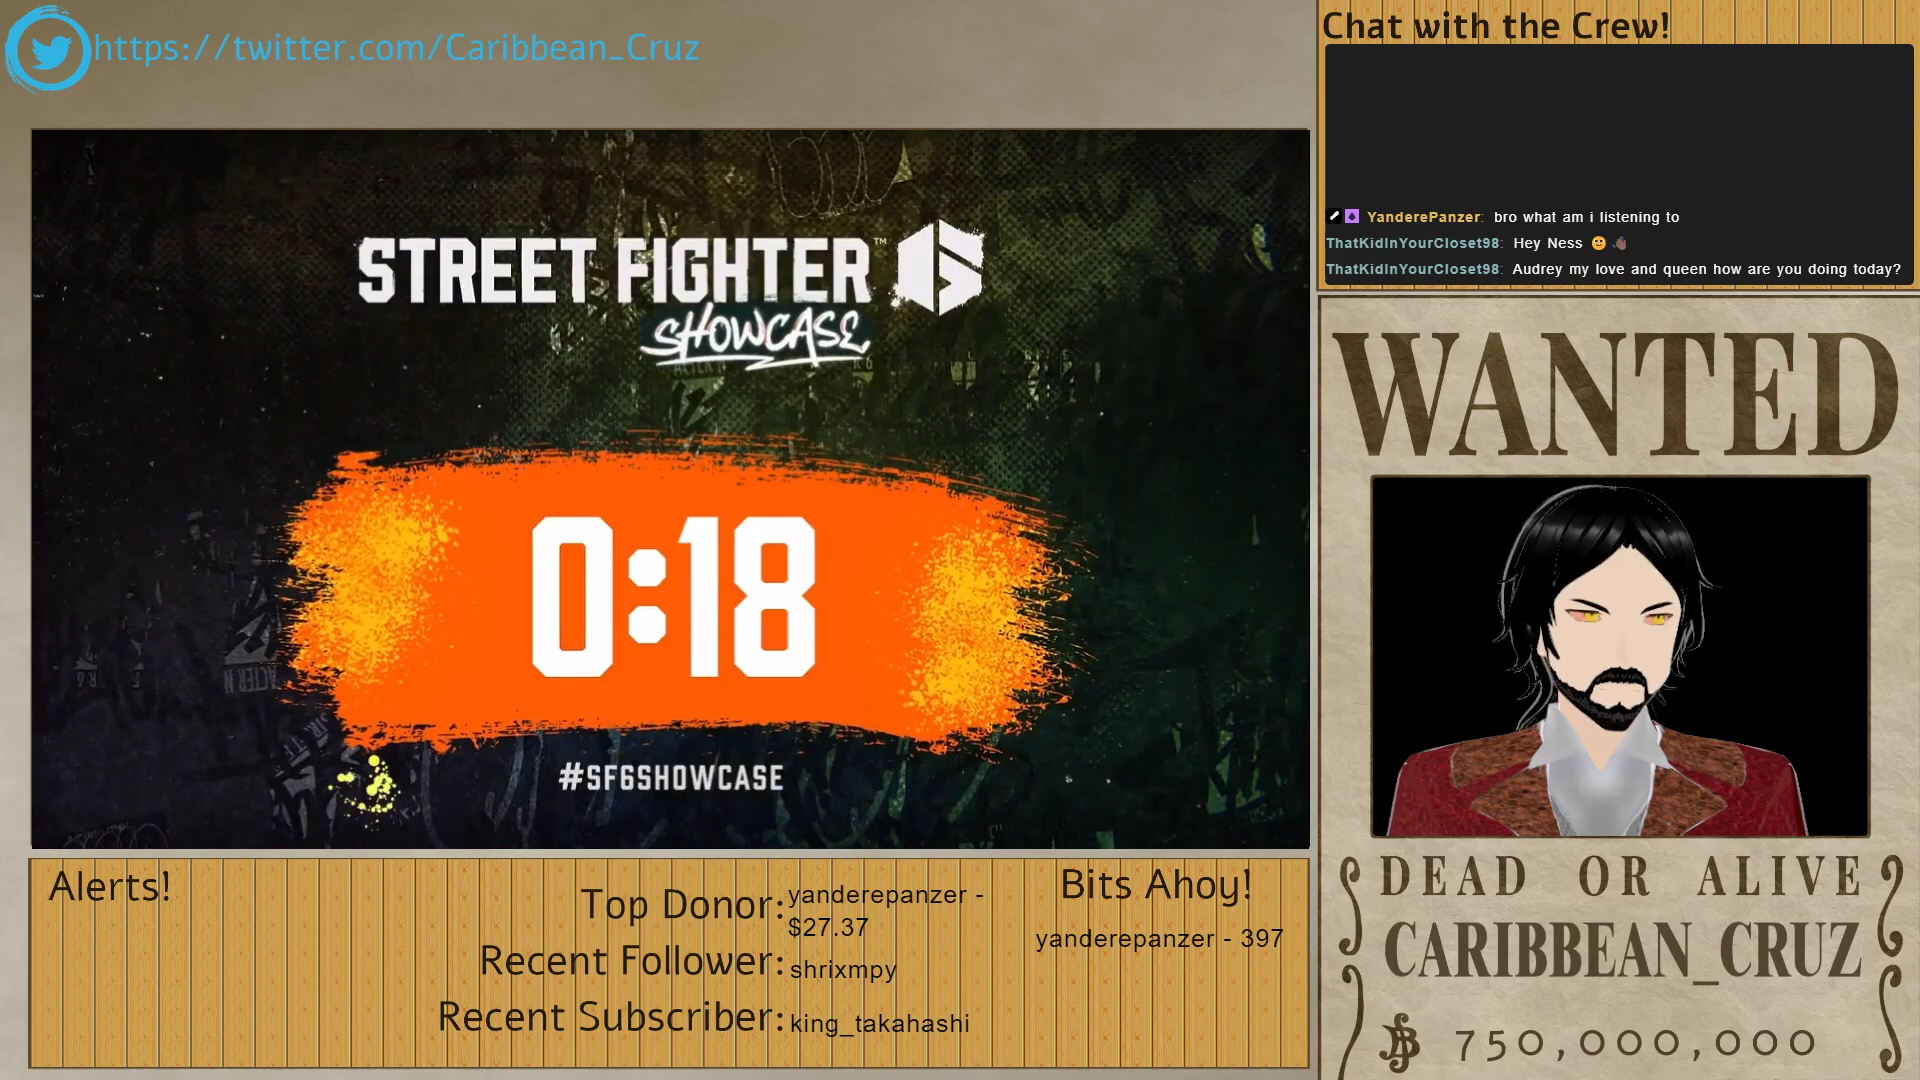 https://twitter.com/Caribbean_Cruz
STREET FIGHTER™ 6
SHOWCASE
0:18
#SF6SHOWCASE
Chat with the Crew!
YanderePanzer: bro what am i listening to
ThatKidInYourCloset98: Hey Ness
ThatKidInYourCloset98: Audrey my love and queen how are you doing today?
WANTED
DEAD OR ALIVE
CARIBBEAN_CRUZ
750,000,000
Alerts!
Top Donor: yanderepanzer -
$27.37
Recent Follower: shrixmpy
Recent Subscriber: king_takahashi
Bits Ahoy!
yanderepanzer - 397